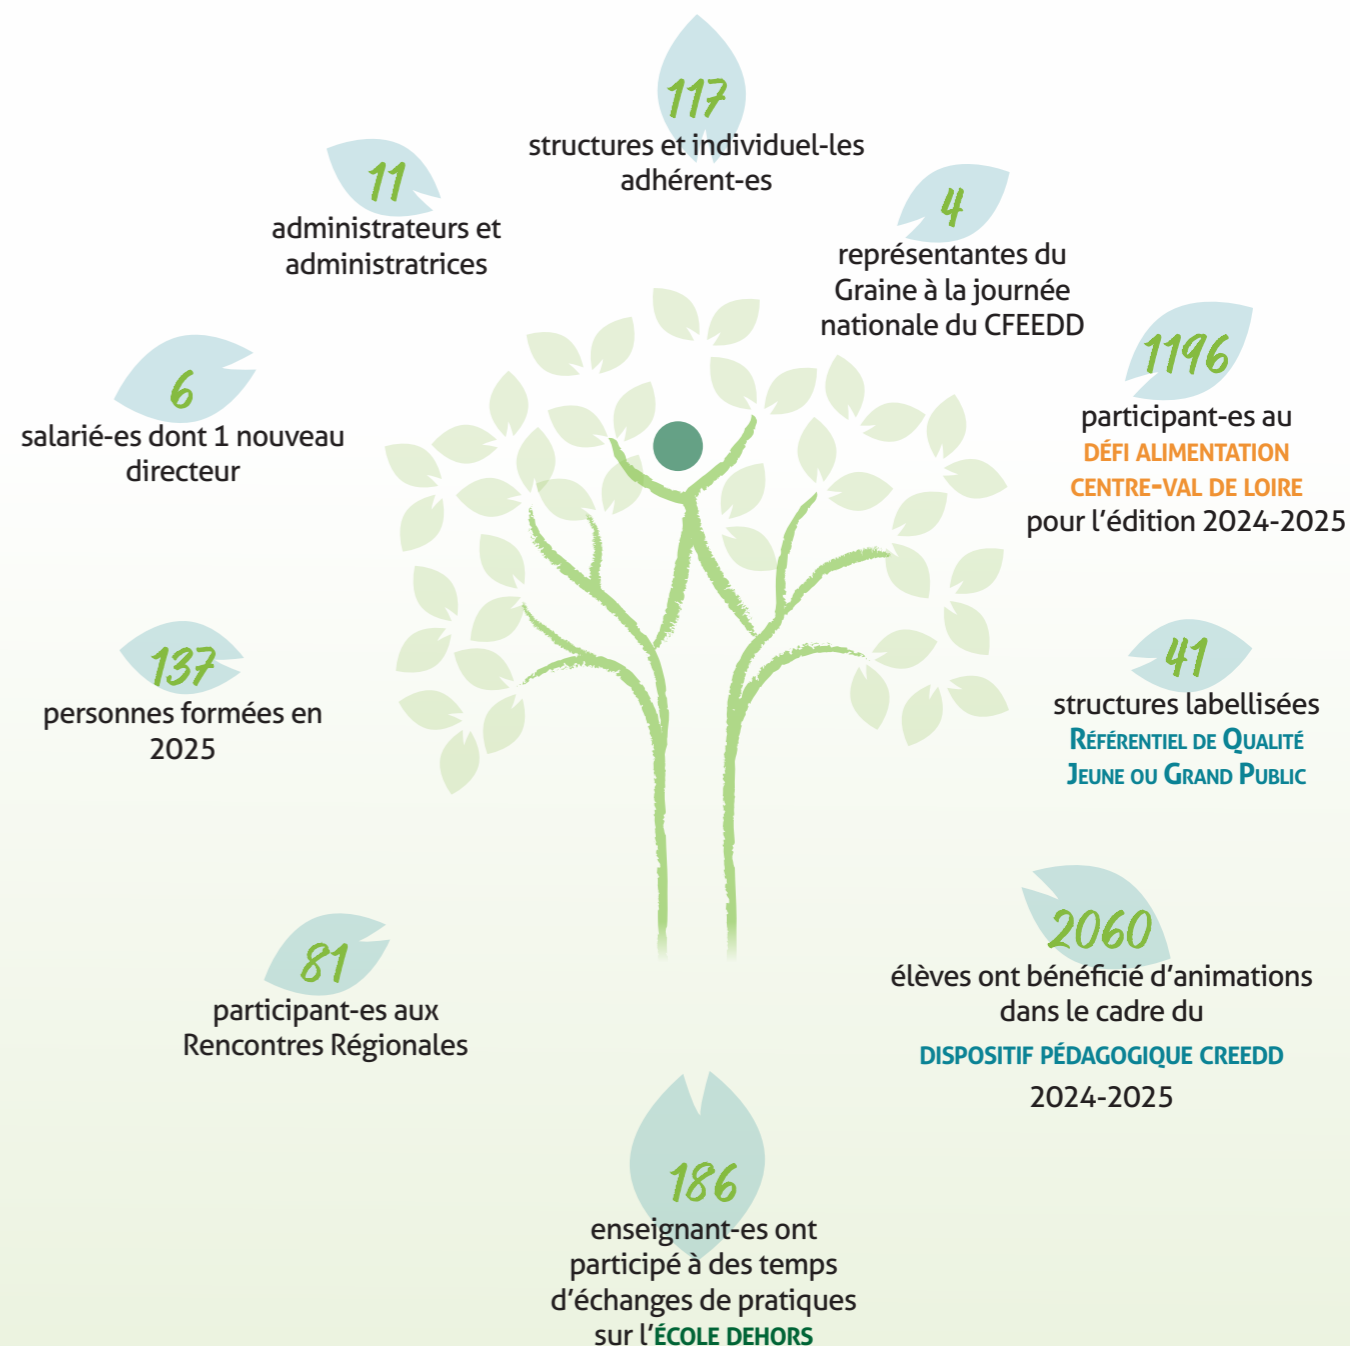 117
structures et individuel-les
adhérent-es
11
administrateurs et
administratrices
4
représentantes du
Graine à la journée
nationale du CFEEDD
6
salarié-es dont 1 nouveau
directeur
1196
participant-es au
DÉFI ALIMENTATION
CENTRE-VAL DE LOIRE
pour l'édition 2024-2025
137
personnes formées en
2025
41
structures labellisées
RÉFÉRENTIEL DE QUALITÉ
JEUNE OU GRAND PUBLIC
81
participant-es aux
Rencontres Régionales
2060
élèves ont bénéficié d'animations
dans le cadre du
DISPOSITIF PÉDAGOGIQUE CREEDD
2024-2025
186
enseignant-es ont
participé à des temps
d'échanges de pratiques
sur l'ÉCOLE DEHORS